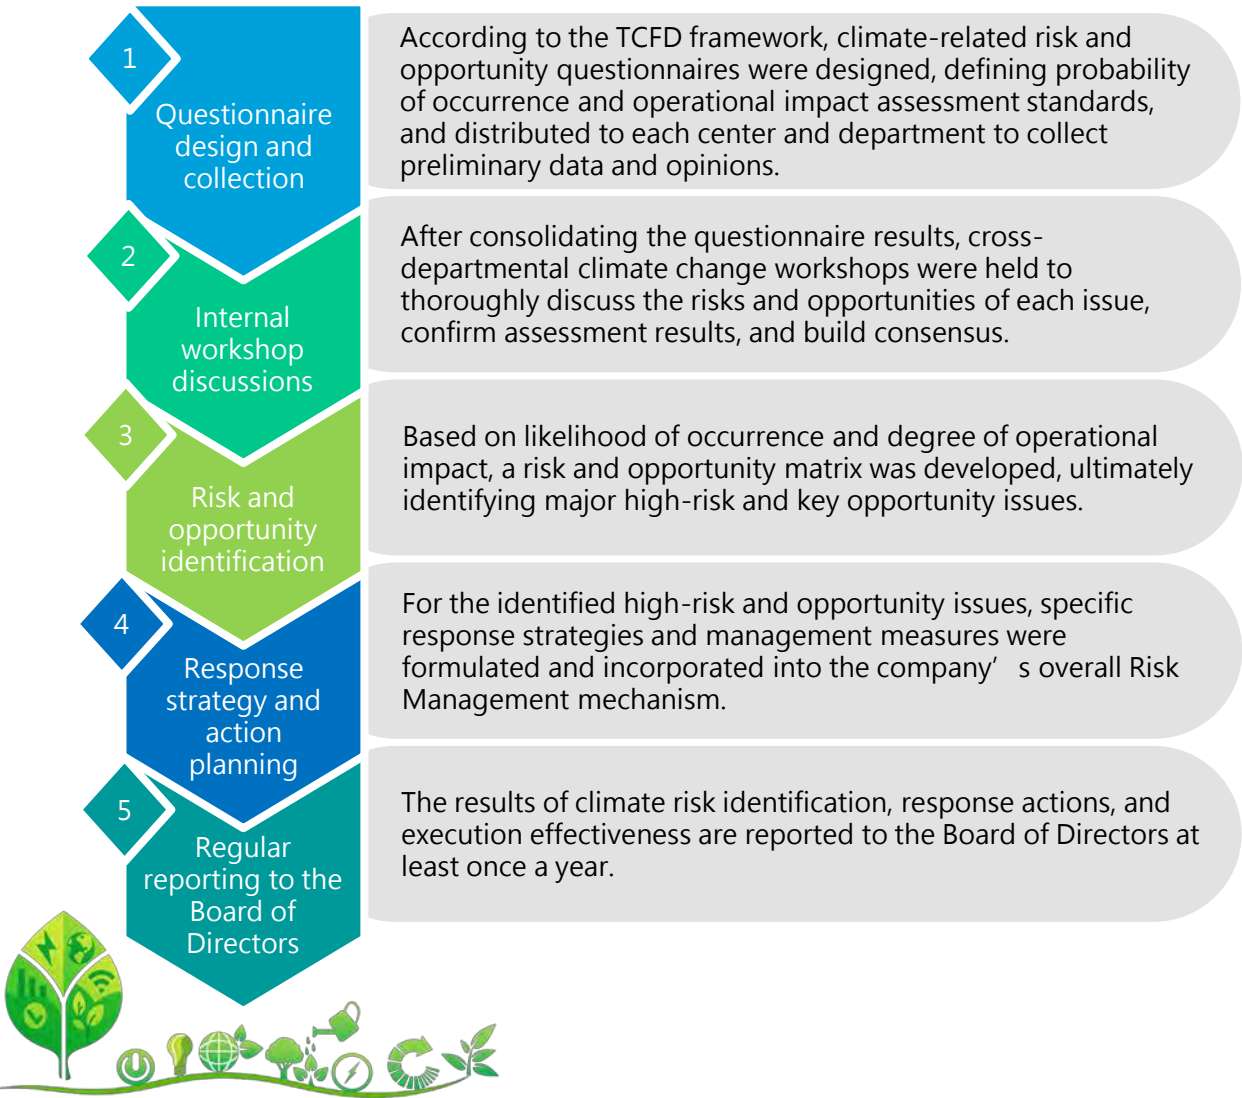 1
Questionnaire
design and
collection
According to the TCFD framework, climate-related risk and
opportunity questionnaires were designed, defining probability
of occurrence and operational impact assessment standards,
and distributed to each center and department to collect
preliminary data and opinions.
2
Internal
workshop
discussions
After consolidating the questionnaire results, cross-
departmental climate change workshops were held to
thoroughly discuss the risks and opportunities of each issue,
confirm assessment results, and build consensus.
3
Risk and
opportunity
identification
Based on likelihood of occurrence and degree of operational
impact, a risk and opportunity matrix was developed, ultimately
identifying major high-risk and key opportunity issues.
4
Response
strategy and
action
planning
For the identified high-risk and opportunity issues, specific
response strategies and management measures were
formulated and incorporated into the company’ s overall Risk
Management mechanism.
5
Regular
reporting to the
Board of
Directors
The results of climate risk identification, response actions, and
execution effectiveness are reported to the Board of Directors at
least once a year.